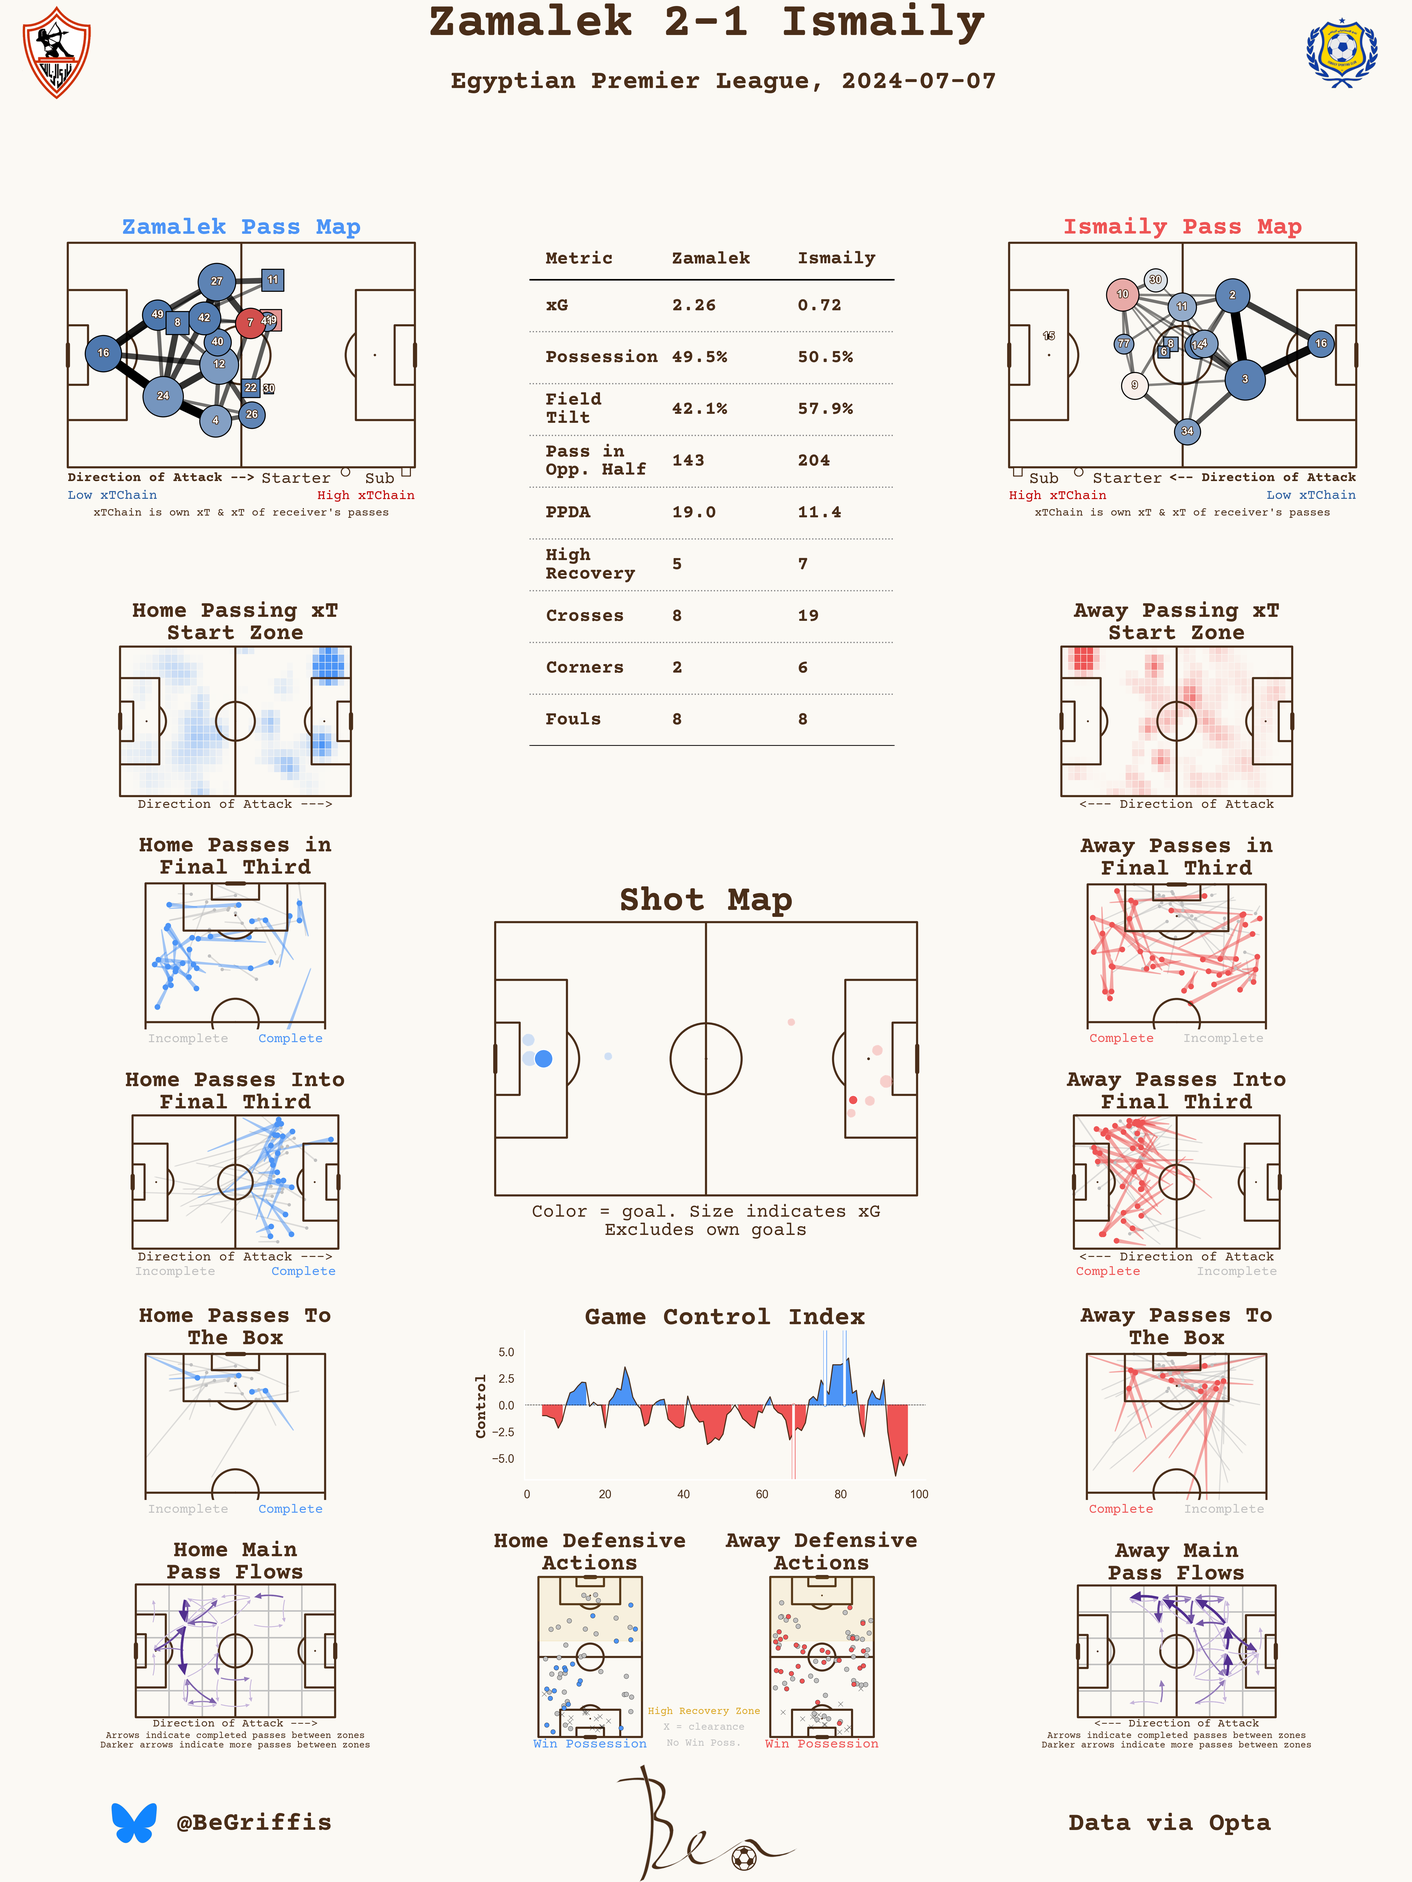 Zamalek 2-1 Ismaily
Egyptian Premier League, 2024-07-07
Zamalek Pass Map
27
11
49
8
42
7
40
16
12
24
22
30
4
26
Direction of Attack --> Starter Sub
Low xTChain High xTChain
xTChain is own xT & xT of receiver's passes
Metric Zamalek Ismaily
xG 2.26 0.72
Possession 49.5% 50.5%
Field
Tilt 42.1% 57.9%
Pass in
Opp. Half 143 204
PPDA 19.0 11.4
High
Recovery 5 7
Crosses 8 19
Corners 2 6
Fouls 8 8
Ismaily Pass Map
30
10
2
11
15
77
8
6
14
4
16
9
3
34
Sub Starter <-- Direction of Attack
High xTChain Low xTChain
xTChain is own xT & xT of receiver's passes
Home Passing xT
Start Zone
Direction of Attack --->
Away Passing xT
Start Zone
<--- Direction of Attack
Home Passes in
Final Third
Incomplete Complete
Away Passes in
Final Third
Complete Incomplete
Shot Map
Color = goal. Size indicates xG
Excludes own goals
Home Passes Into
Final Third
Direction of Attack --->
Incomplete Complete
Away Passes Into
Final Third
<--- Direction of Attack
Complete Incomplete
Home Passes To
The Box
Incomplete Complete
Game Control Index
Control
5.0
2.5
0.0
−2.5
−5.0
0 20 40 60 80 100
Away Passes To
The Box
Complete Incomplete
Home Main
Pass Flows
Direction of Attack --->
Arrows indicate completed passes between zones
Darker arrows indicate more passes between zones
Home Defensive
Actions
Win Possession
High Recovery Zone
X = clearance
No Win Poss.
Away Defensive
Actions
Win Possession
Away Main
Pass Flows
<--- Direction of Attack
Arrows indicate completed passes between zones
Darker arrows indicate more passes between zones
@BeGriffis
Ben
Data via Opta